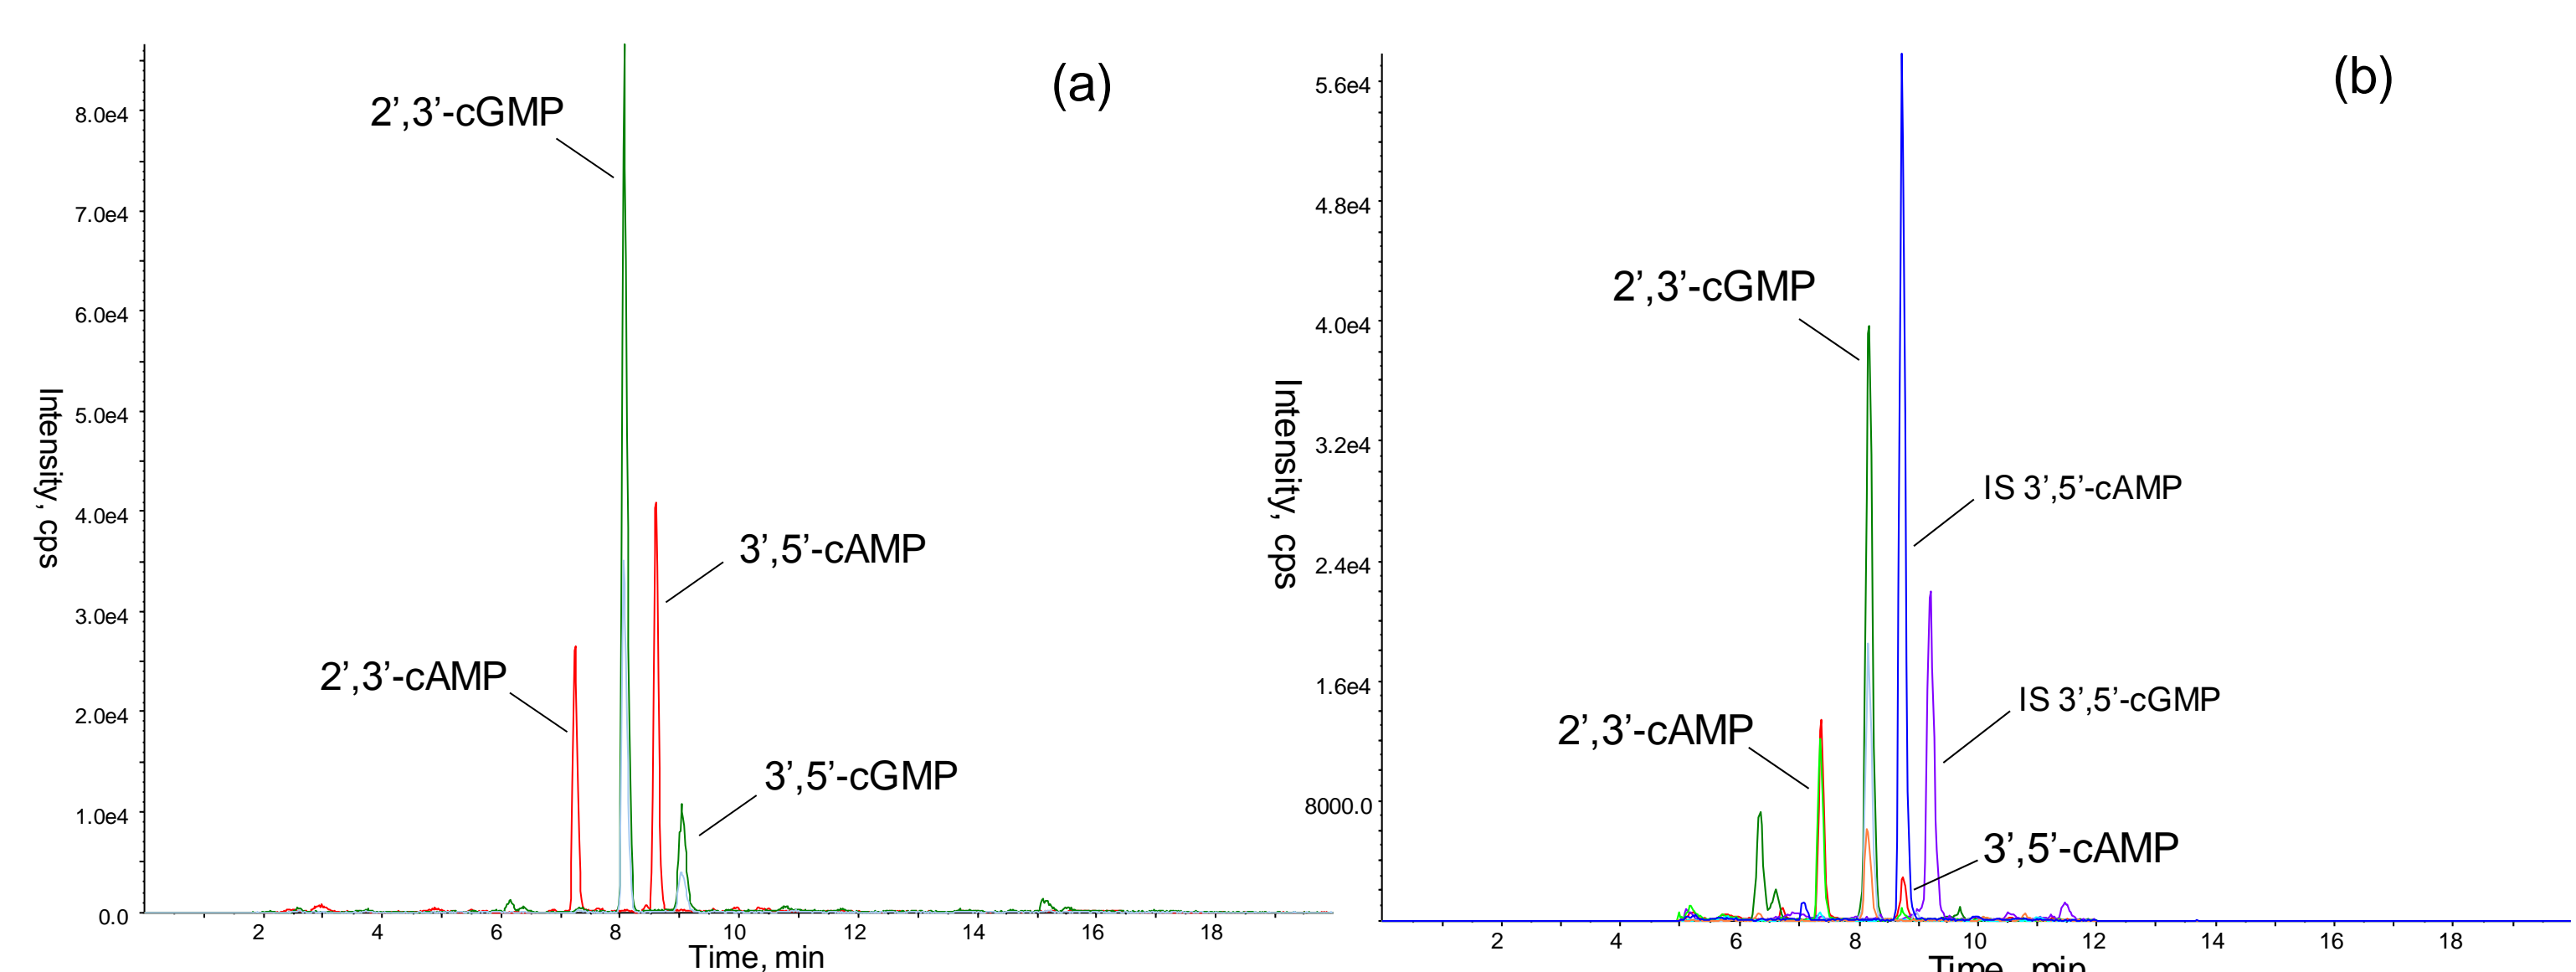 (a)
2’,3’-cGMP
3’,5’-cAMP
2’,3’-cAMP
3’,5’-cGMP
Intensity, cps
8.0e4
7.0e4
6.0e4
5.0e4
4.0e4
3.0e4
2.0e4
1.0e4
0.0
2 4 6 8 10 12 14 16 18
Time, min
(b)
2’,3’-cGMP
IS 3’,5’-cAMP
IS 3’,5’-cGMP
2’,3’-cAMP
3’,5’-cAMP
Intensity, cps
5.6e4
4.8e4
4.0e4
3.2e4
2.4e4
1.6e4
8000.0
2 4 6 8 10 12 14 16 18
Time, min